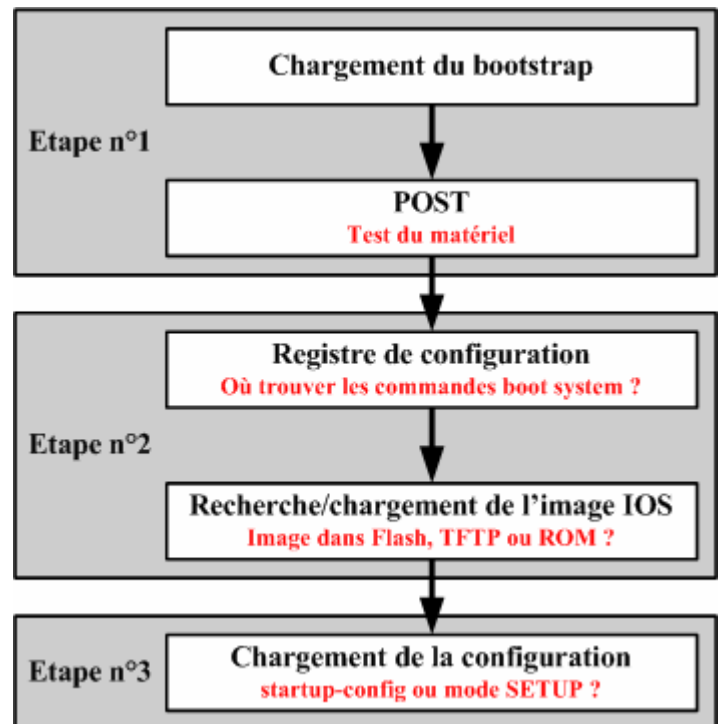 Etape n°1
Chargement du bootstrap
POST
Test du matériel
Etape n°2
Registre de configuration
Où trouver les commandes boot system ?
Recherche/chargement de l'image IOS
Image dans Flash, TFTP ou ROM ?
Etape n°3
Chargement de la configuration
startup-config ou mode SETUP ?